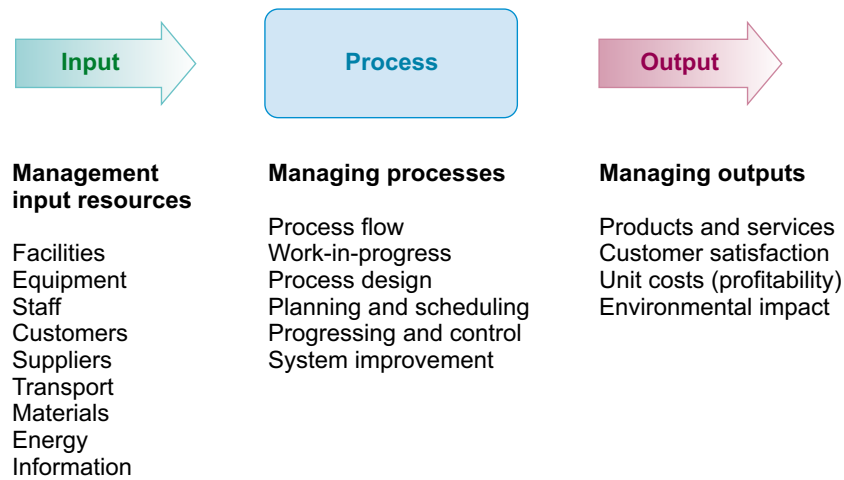 Input
Process
Output
Management
input resources
Facilities
Equipment
Staff
Customers
Suppliers
Transport
Materials
Energy
Information
Managing processes
Process flow
Work-in-progress
Process design
Planning and scheduling
Progressing and control
System improvement
Managing outputs
Products and services
Customer satisfaction
Unit costs (profitability)
Environmental impact